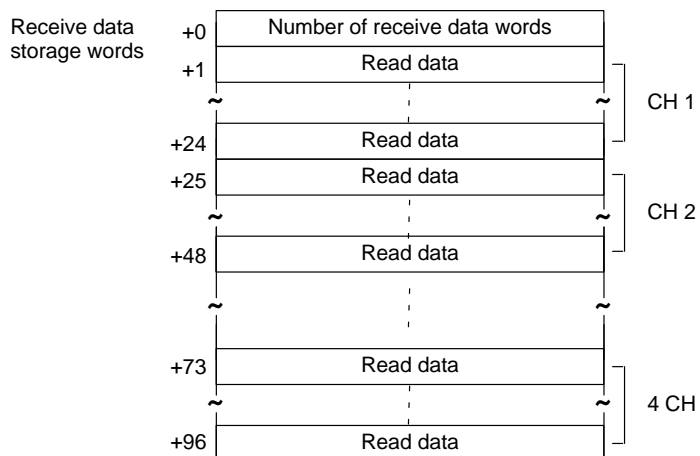 Receive data
storage words
+0 Number of receive data words
+1 Read data
CH 1
+24 Read data
+25 Read data
CH 2
+48 Read data
+73 Read data
4 CH
+96 Read data